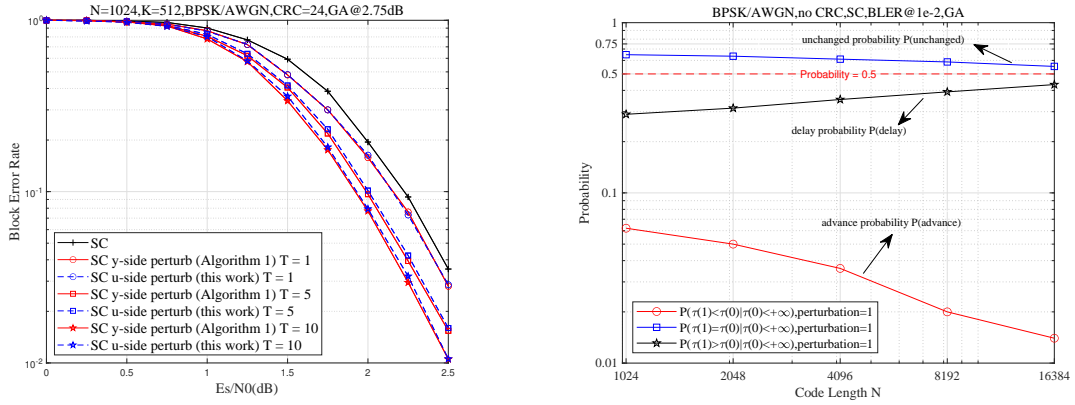 N=1024,K=512,BPSK/AWGN,CRC=24,GA@2.75dB
10^0
10^-1
10^-2
Block Error Rate
0
0.5
1.0
1.5
2.0
2.5
Es/N0(dB)
SC
SC y-side perturb (Algorithm 1) T = 1
SC u-side perturb (this work) T = 1
SC y-side perturb (Algorithm 1) T = 5
SC u-side perturb (this work) T = 5
SC y-side perturb (Algorithm 1) T = 10
SC u-side perturb (this work) T = 10
BPSK/AWGN,no CRC,SC,BLER@1e-2,GA
1
0.75
0.5
0.1
0.01
Probability
unchanged probability P(unchanged)
Probability = 0.5
delay probability P(delay)
advance probability P(advance)
P(τ(1)<τ(0)|τ(0)<+∞),perturbation=1
P(τ(1)=τ(0)|τ(0)<+∞),perturbation=1
P(τ(1)>τ(0)|τ(0)<+∞),perturbation=1
1024
2048
4096
8192
16384
Code Length N